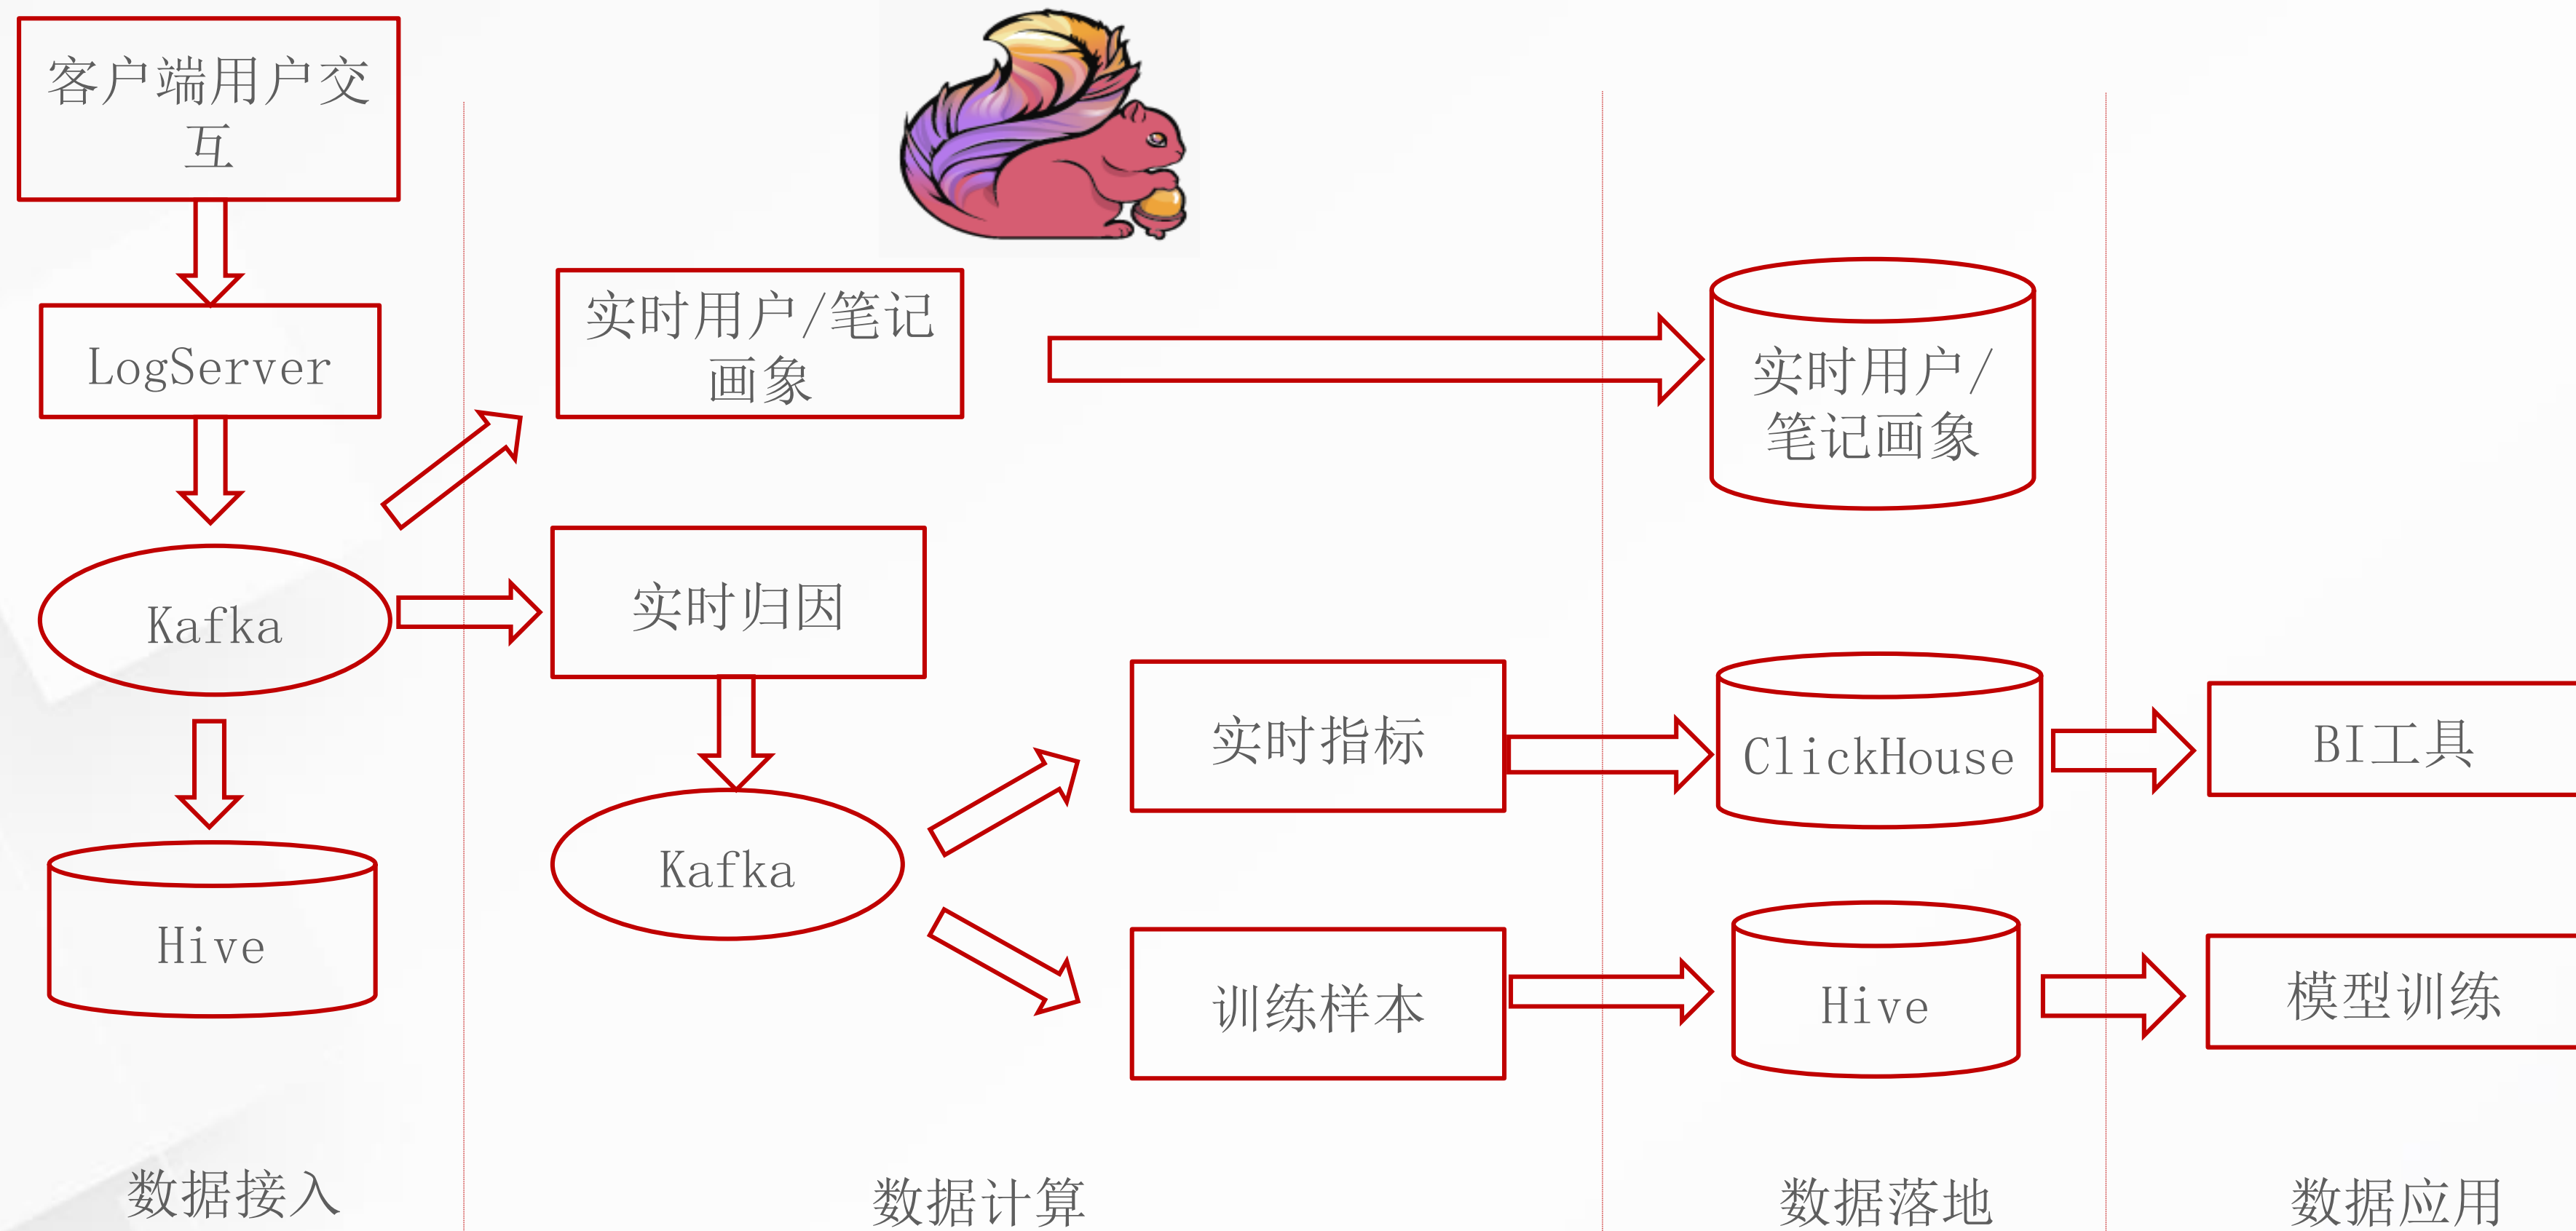 客户端用户交
互
LogServer
Kafka
Hive
数据接入
实时用户/笔记
画象
实时归因
Kafka
实时指标
训练样本
数据计算
实时用户/
笔记画象
ClickHouse
Hive
数据落地
BI工具
模型训练
数据应用